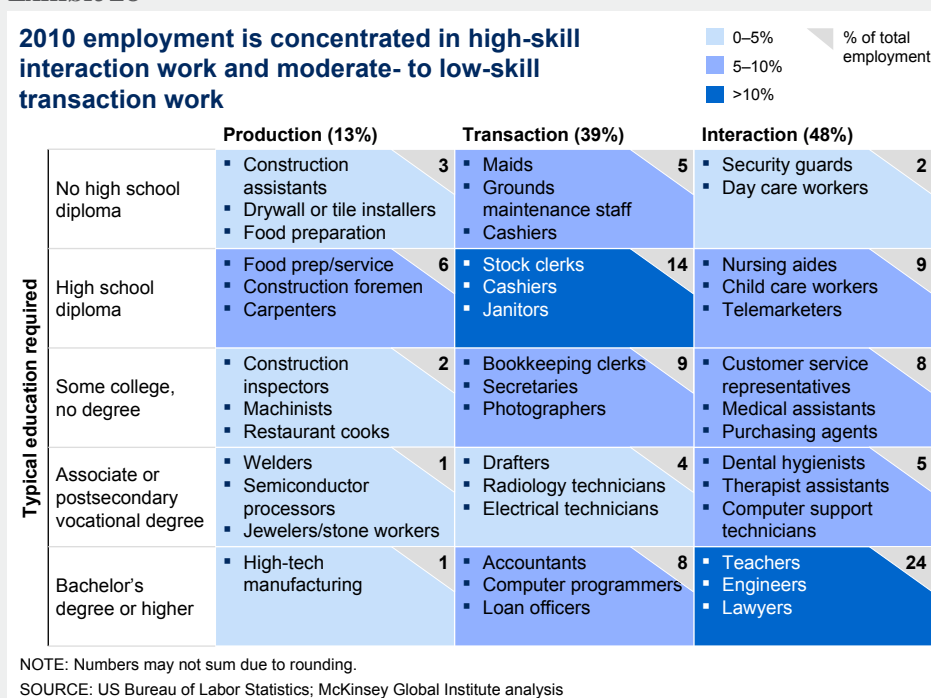 2010 employment is concentrated in high-skill
interaction work and moderate- to low-skill
transaction work
0–5%
5–10%
>10%
% of total
employment
Production (13%)
Transaction (39%)
Interaction (48%)
Typical education required
No high school
diploma
▪ Construction
assistants
▪ Drywall or tile installers
▪ Food preparation
3
▪ Maids
▪ Grounds
maintenance staff
▪ Cashiers
5
▪ Security guards
▪ Day care workers
2
High school
diploma
▪ Food prep/service
▪ Construction foremen
▪ Carpenters
6
▪ Stock clerks
▪ Cashiers
▪ Janitors
14
▪ Nursing aides
▪ Child care workers
▪ Telemarketers
9
Some college,
no degree
▪ Construction
inspectors
▪ Machinists
▪ Restaurant cooks
2
▪ Bookkeeping clerks
▪ Secretaries
▪ Photographers
9
▪ Customer service
representatives
▪ Medical assistants
▪ Purchasing agents
8
Associate or
postsecondary
vocational degree
▪ Welders
▪ Semiconductor
processors
▪ Jewelers/stone workers
1
▪ Drafters
▪ Radiology technicians
▪ Electrical technicians
4
▪ Dental hygienists
▪ Therapist assistants
▪ Computer support
technicians
5
Bachelor’s
degree or higher
▪ High-tech
manufacturing
1
▪ Accountants
▪ Computer programmers
▪ Loan officers
8
▪ Teachers
▪ Engineers
▪ Lawyers
24
NOTE: Numbers may not sum due to rounding.
SOURCE: US Bureau of Labor Statistics; McKinsey Global Institute analysis